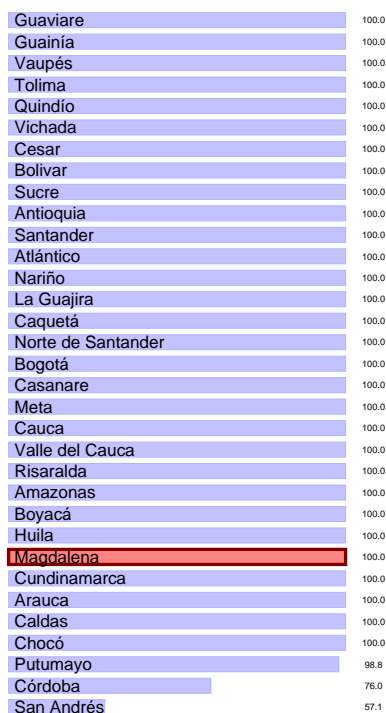 Guaviare 100.0
Guainía 100.0
Vaupés 100.0
Tolima 100.0
Quindío 100.0
Vichada 100.0
Cesar 100.0
Bolivar 100.0
Sucre 100.0
Antioquia 100.0
Santander 100.0
Atlántico 100.0
Nariño 100.0
La Guajira 100.0
Caquetá 100.0
Norte de Santander 100.0
Bogotá 100.0
Casanare 100.0
Meta 100.0
Cauca 100.0
Valle del Cauca 100.0
Risaralda 100.0
Amazonas 100.0
Boyacá 100.0
Huila 100.0
Magdalena 100.0
Cundinamarca 100.0
Arauca 100.0
Caldas 100.0
Chocó 100.0
Putumayo 98.8
Córdoba 76.0
San Andrés 57.1